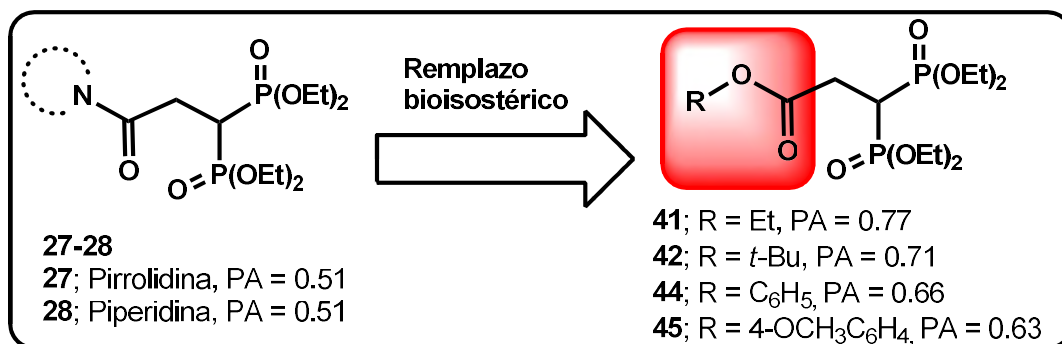 N
O
O
P(OEt)₂
P(OEt)₂
O
27-28
27; Pirrolidina, PA = 0.51
28; Piperidina, PA = 0.51
Remplazo
bioisostérico
R
O
O
O
P(OEt)₂
P(OEt)₂
O
41; R = Et, PA = 0.77
42; R = t-Bu, PA = 0.71
44; R = C₆H₅, PA = 0.66
45; R = 4-OCH₃C₆H₄, PA = 0.63